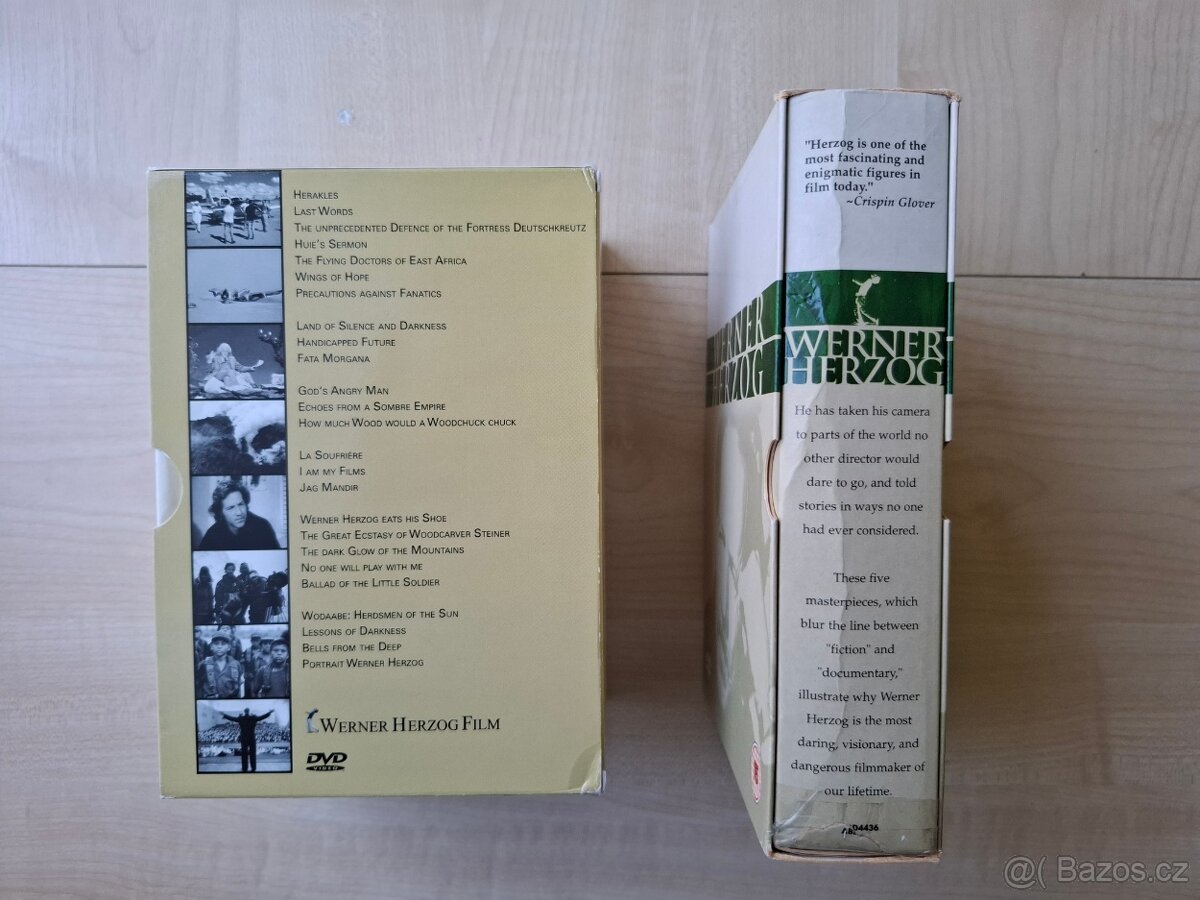 HERAKLES
LAST WORDS
THE UNPRECEDENTED DEFENCE OF THE FORTRESS DEUTSCHKREUTZ
HUIE'S SERMON
THE FLYING DOCTORS OF EAST AFRICA
WINGS OF HOPE
PRECAUTIONS AGAINST FANATICS
LAND OF SILENCE AND DARKNESS
HANDICAPPED FUTURE
FATA MORGANA
GOD'S ANGRY MAN
ECHOES FROM A SOMBRE EMPIRE
HOW MUCH WOOD WOULD A WOODCHUCK CHUCK
LA SOUFRIÈRE
I AM MY FILMS
JAG MANDIR
WERNER HERZOG EATS HIS SHOE
THE GREAT ECSTASY OF WOODCARVER STEINER
THE DARK GLOW OF THE MOUNTAINS
NO ONE WILL PLAY WITH ME
BALLAD OF THE LITTLE SOLDIER
WODAABE: HERDSMEN OF THE SUN
LESSONS OF DARKNESS
BELLS FROM THE DEEP
PORTRAIT WERNER HERZOG
WERNER HERZOG FILM
DVD
VIDEO
WERNER
HERZOG
"Herzog is one of the
most fascinating and
enigmatic figures in
film today."
~Crispin Glover
WERNER
HERZOG
He has taken his camera
to parts of the world no
other director would
dare to go, and told
stories in ways no one
had ever considered.
These five
masterpieces, which
blur the line between
"fiction" and
"documentary,"
illustrate why Werner
Herzog is the most
daring, visionary, and
dangerous filmmaker of
our lifetime.
04436
@( Bazos.cz